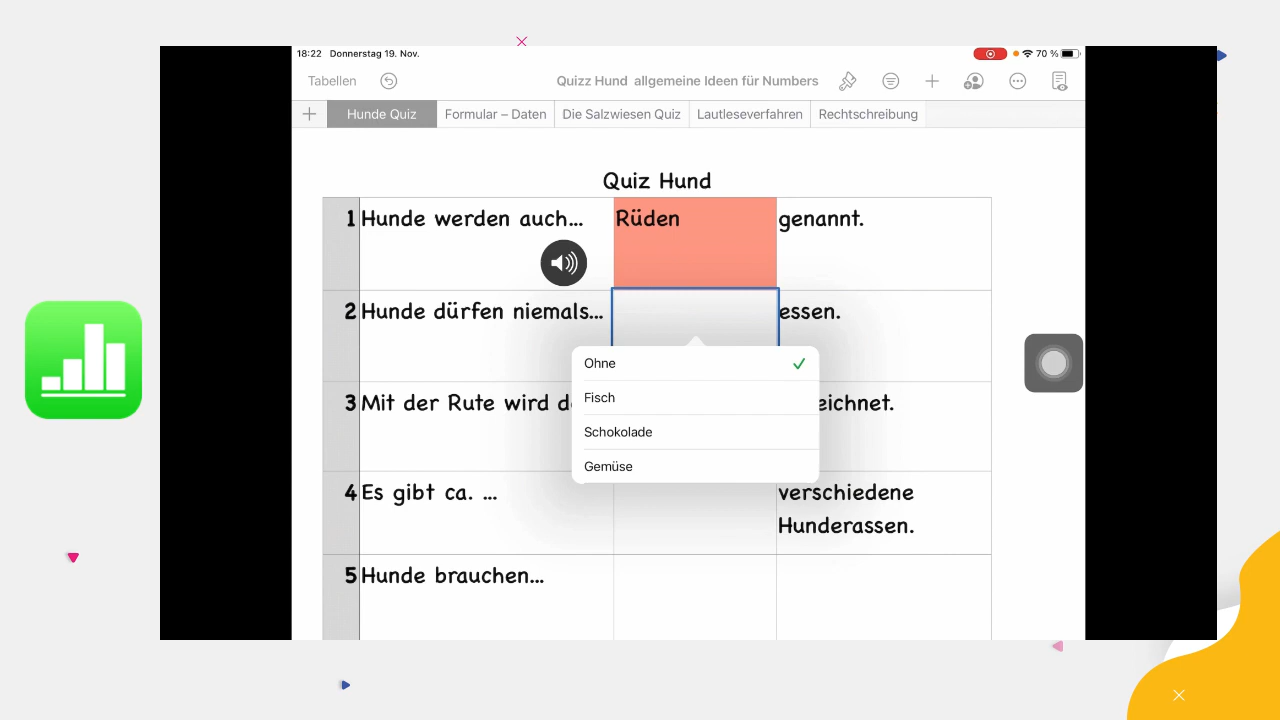 18:22 Donnerstag 19. Nov.
70 %
Tabellen
Quizz Hund allgemeine Ideen für Numbers
Hunde Quiz
Formular – Daten
Die Salzwiesen Quiz
Lautleseverfahren
Rechtschreibung
Quiz Hund
1 Hunde werden auch... Rüden genannt.
2 Hunde dürfen niemals... essen.
Ohne
Fisch
Schokolade
Gemüse
3 Mit der Rute wird d eichnet.
4 Es gibt ca. ... verschiedene
Hunderassen.
5 Hunde brauchen...